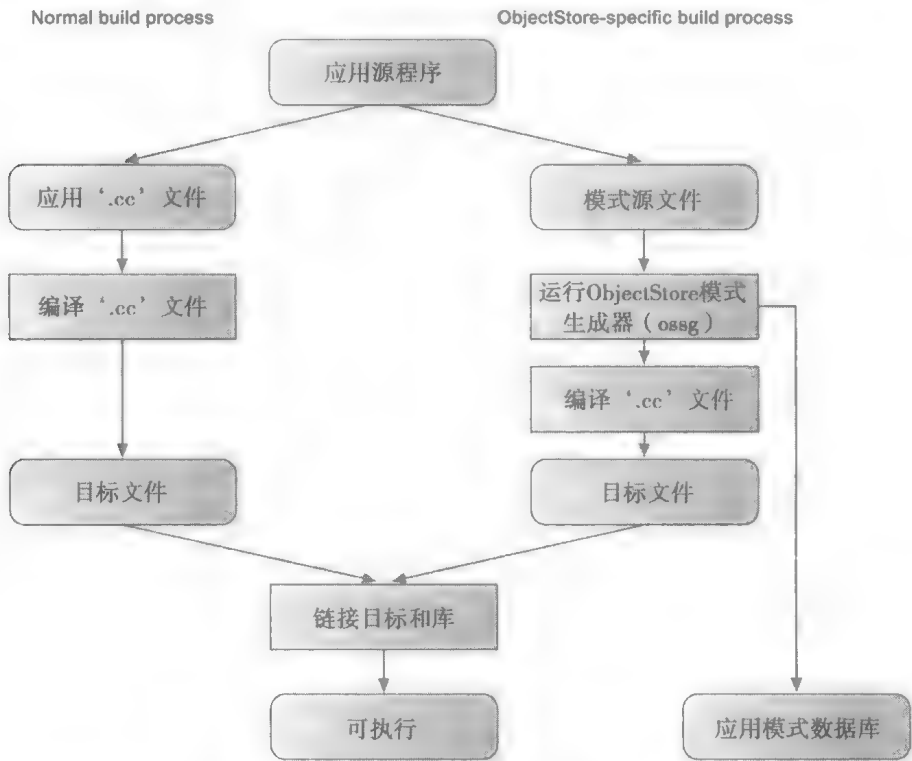 Normal build process
ObjectStore-specific build process
应用源程序
应用‘.cc’文件
模式源文件
编译‘.cc’文件
运行ObjectStore模式
生成器（ossg）
编译‘.cc’文件
目标文件
目标文件
链接目标和库
可执行
应用模式数据库